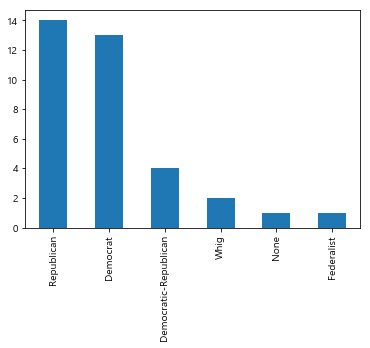 14
12
10
8
6
4
2
0
Republican
Democrat
Democratic-Republican
Whig
None
Federalist